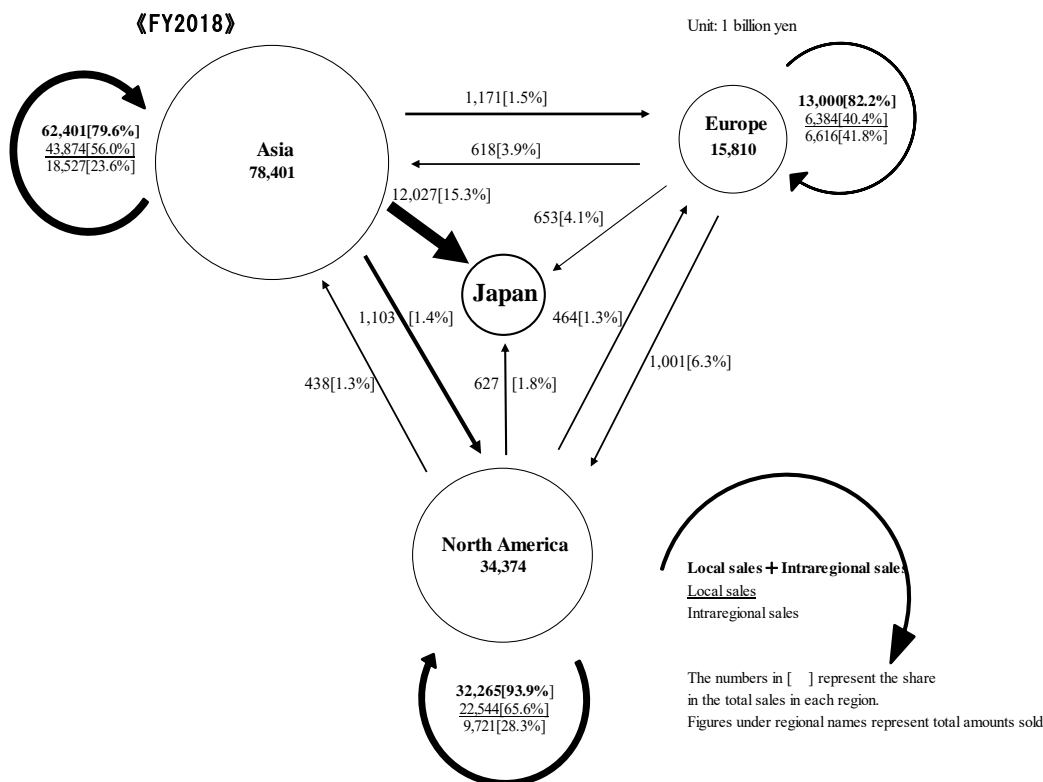 《FY2018》
Unit: 1 billion yen
62,401[79.6%]
43,874[56.0%]
18,527[23.6%]
Asia
78,401
1,171[1.5%]
618[3.9%]
Europe
15,810
13,000[82.2%]
6,384[40.4%]
6,616[41.8%]
12,027[15.3%]
653[4.1%]
Japan
1,103 [1.4%]
464[1.3%]
438[1.3%]
627 [1.8%]
1,001[6.3%]
North America
34,374
32,265[93.9%]
22,544[65.6%]
9,721[28.3%]
Local sales+Intraregional sales
Local sales
Intraregional sales
The numbers in [ ] represent the share
in the total sales in each region.
Figures under regional names represent total amounts sold